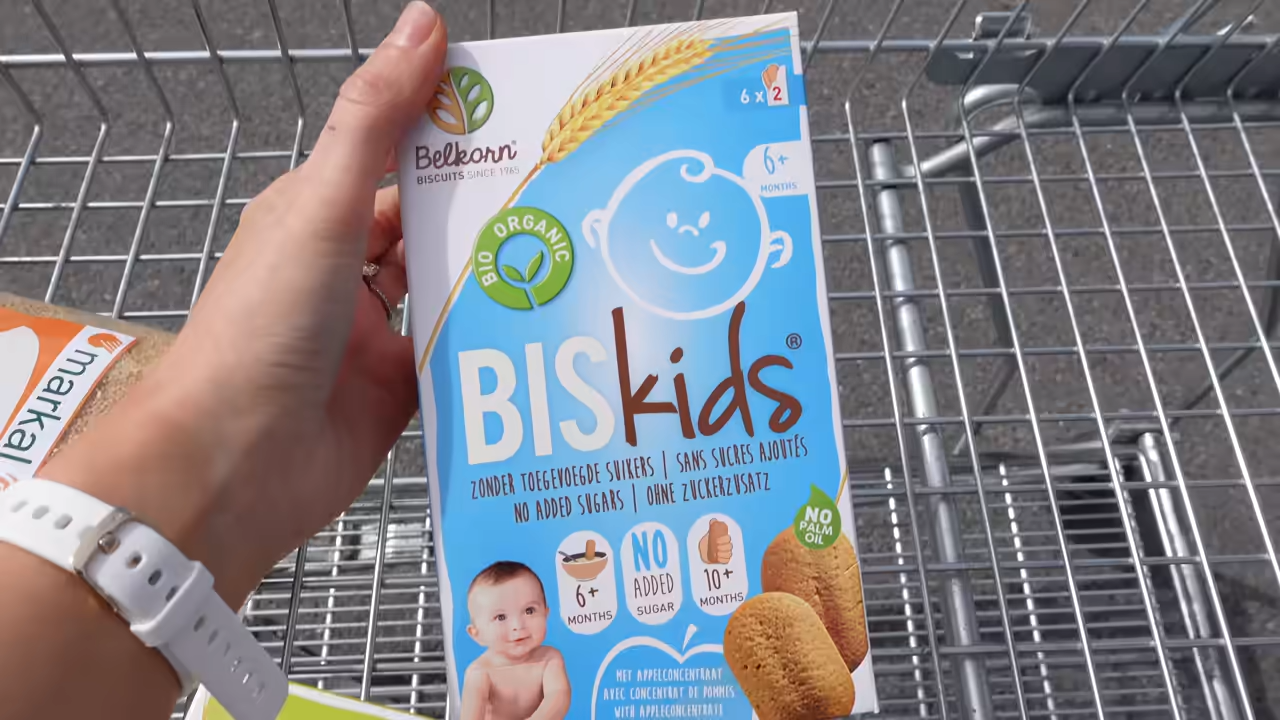 Belkorn®
BISCUITS SINCE 1965
6 x 2
6+
MONTHS
BIO ORGANIC
BISkids®
ZONDER TOEGEVOEGDE SUIKERS | SANS SUCRES AJOUTÉS
NO ADDED SUGARS | OHNE ZUCKERZUSATZ
NO
PALM
OIL
6+
MONTHS
NO
ADDED
SUGAR
10+
MONTHS
MET APPELCONCENTRAAT
AVEC CONCENTRAT DE POMMES
WITH APPLECONCENTRATE
markal